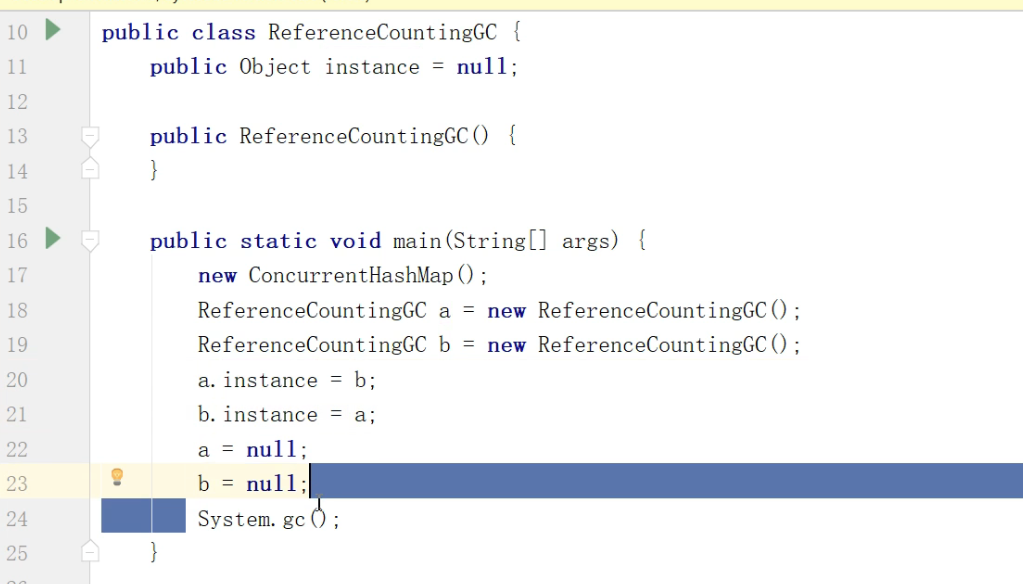 10 public class ReferenceCountingGC {
11 public Object instance = null;
12
13 public ReferenceCountingGC() {
14 }
15
16 public static void main(String[] args) {
17 new ConcurrentHashMap();
18 ReferenceCountingGC a = new ReferenceCountingGC();
19 ReferenceCountingGC b = new ReferenceCountingGC();
20 a.instance = b;
21 b.instance = a;
22 a = null;
23 b = null;
24 System.gc();
25 }